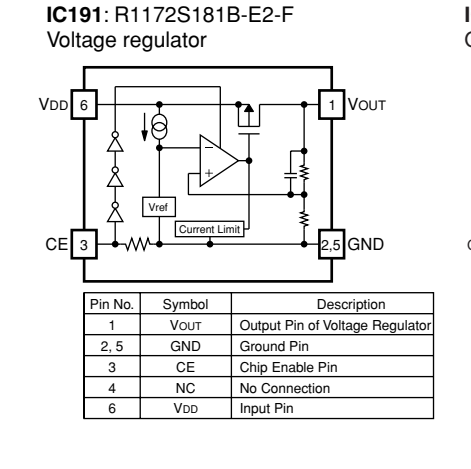 IC191: R1172S181B-E2-F
Voltage regulator
VDD 6
1 VOUT
Vref
Current Limit
CE 3
2,5 GND
Pin No. Symbol Description
1 VOUT Output Pin of Voltage Regulator
2, 5 GND Ground Pin
3 CE Chip Enable Pin
4 NC No Connection
6 VDD Input Pin